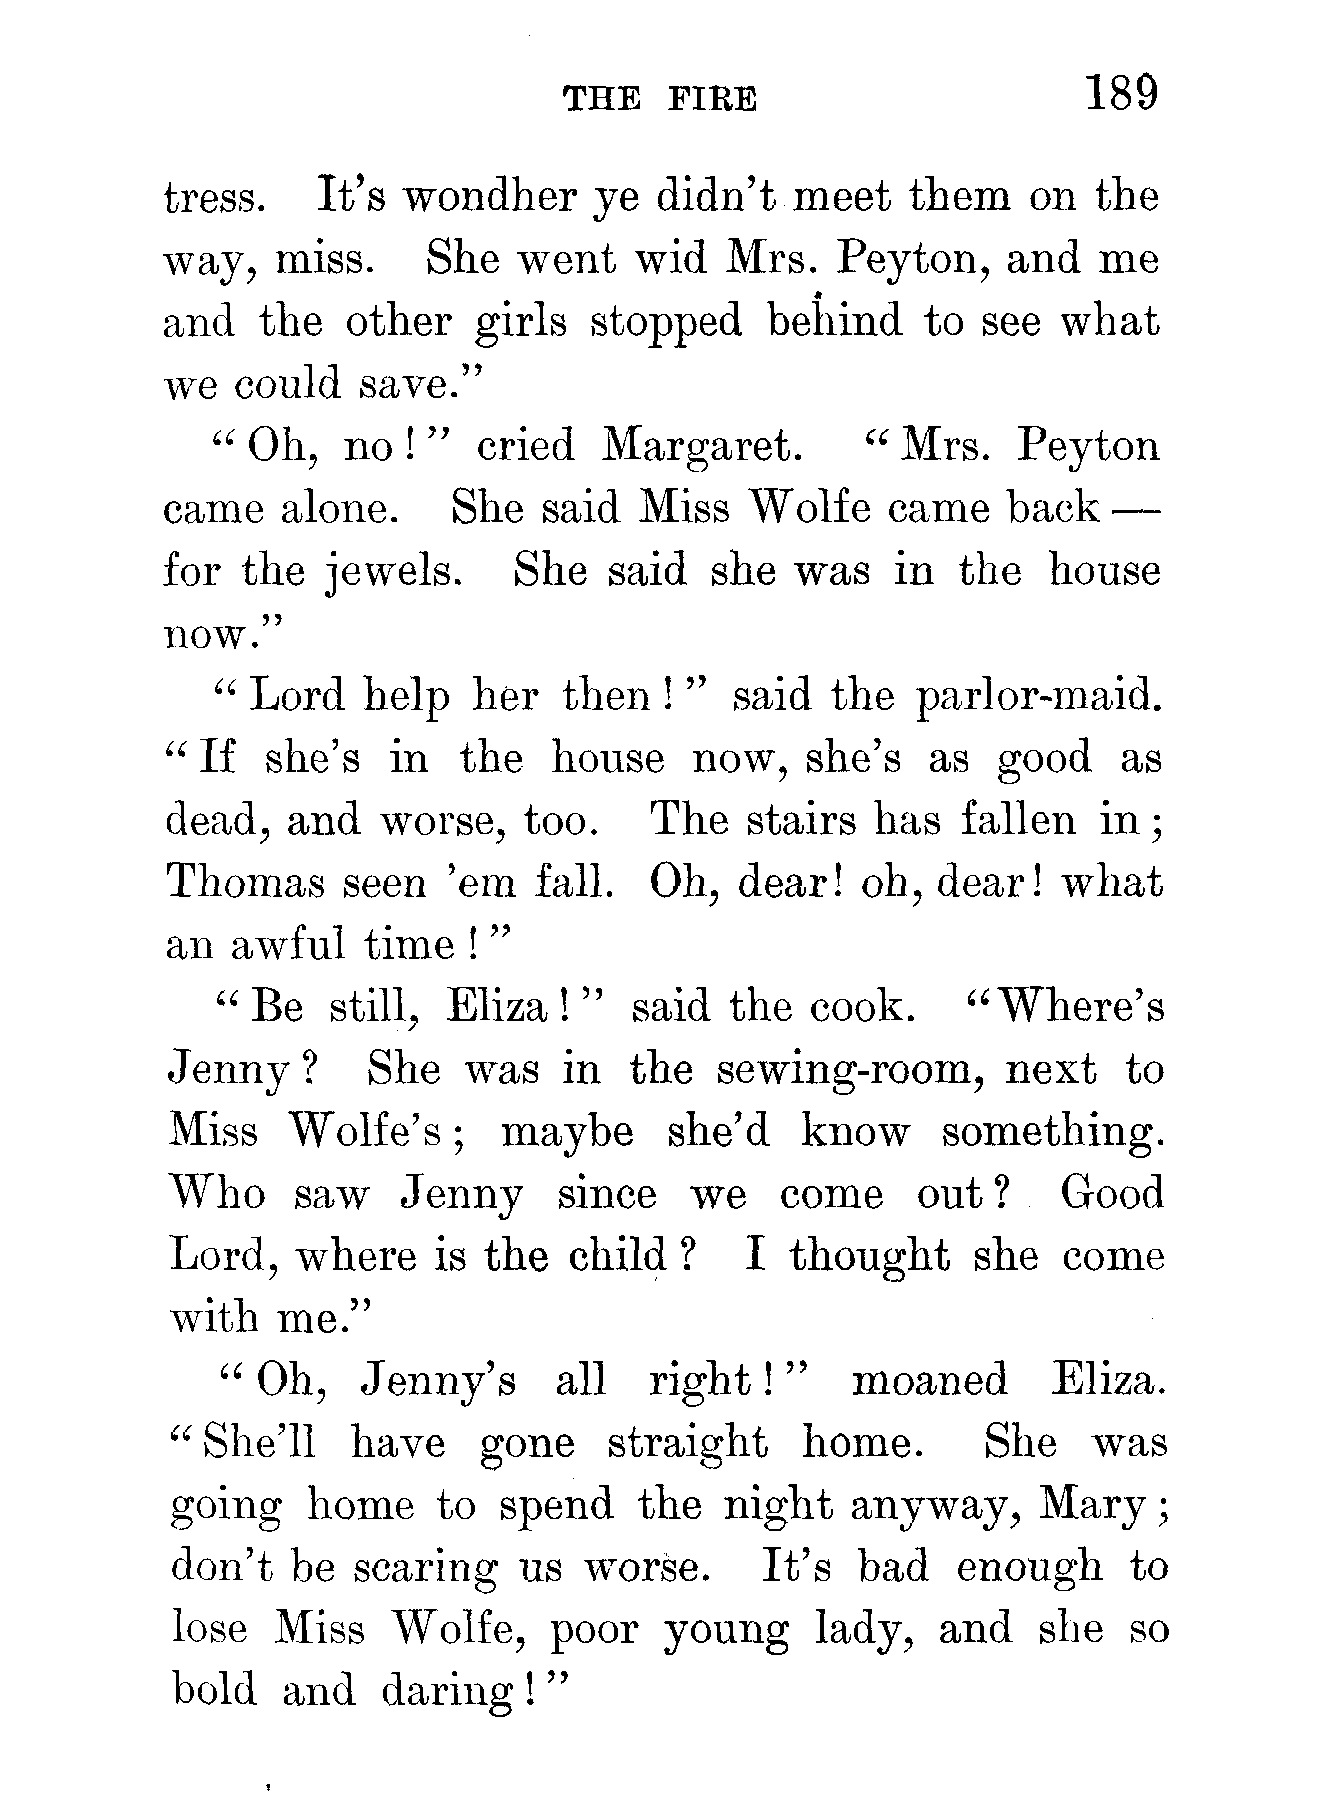 THE FIRE 189
tress. It's wondher ye didn't meet them on the
way, miss. She went wid Mrs. Peyton, and me
and the other girls stopped behind to see what
we could save."
"Oh, no!" cried Margaret. "Mrs. Peyton
came alone. She said Miss Wolfe came back —
for the jewels. She said she was in the house
now."
"Lord help her then!" said the parlor-maid.
"If she's in the house now, she's as good as
dead, and worse, too. The stairs has fallen in;
Thomas seen 'em fall. Oh, dear! oh, dear! what
an awful time!"
"Be still, Eliza!" said the cook. "Where's
Jenny? She was in the sewing-room, next to
Miss Wolfe's; maybe she'd know something.
Who saw Jenny since we come out? Good
Lord, where is the child? I thought she come
with me."
"Oh, Jenny's all right!" moaned Eliza.
"She'll have gone straight home. She was
going home to spend the night anyway, Mary;
don't be scaring us worse. It's bad enough to
lose Miss Wolfe, poor young lady, and she so
bold and daring!"